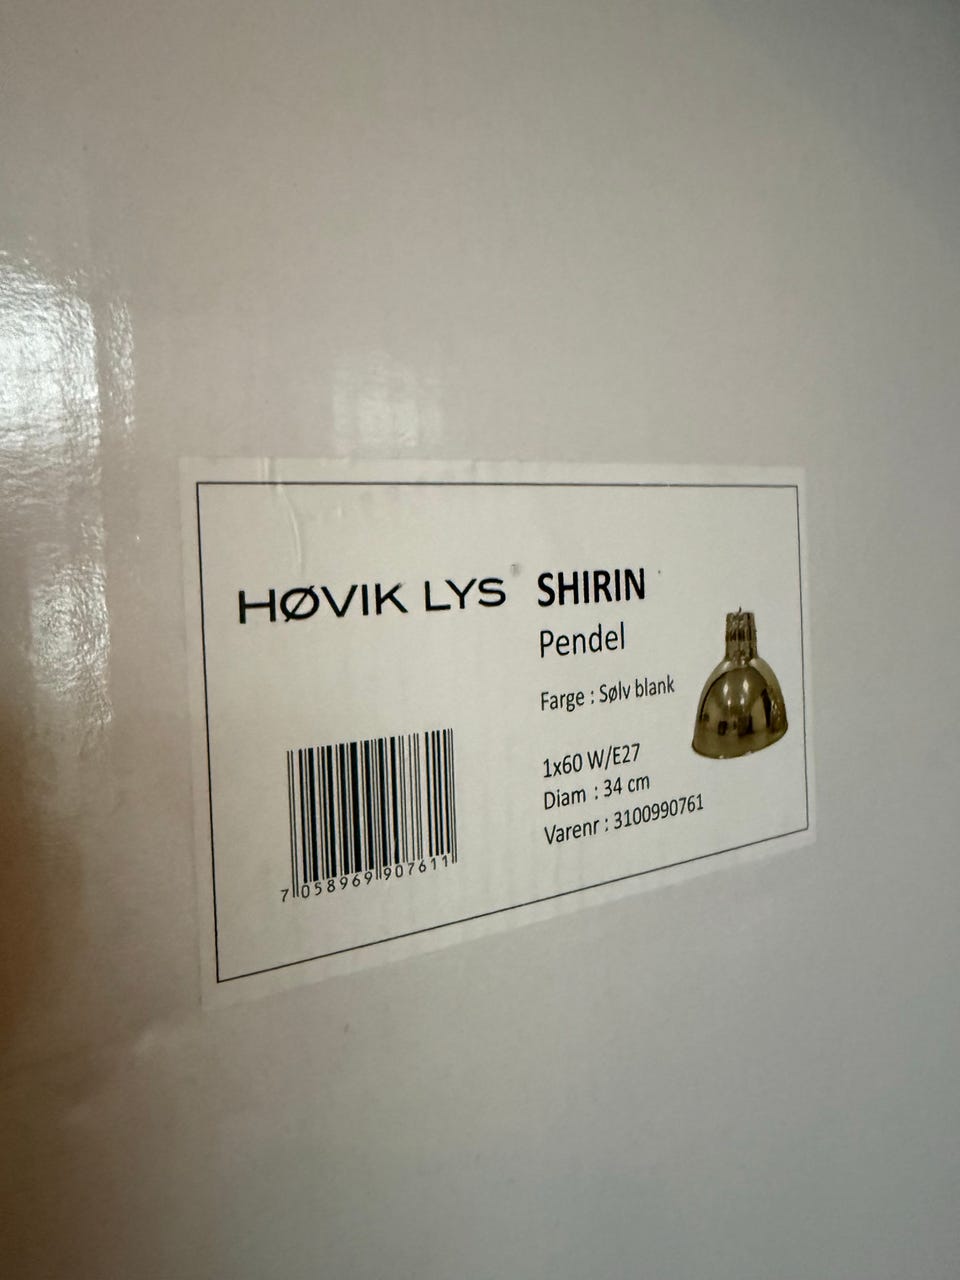 HØVIK LYS
SHIRIN
Pendel
Farge : Sølv blank
1x60 W/E27
Diam : 34 cm
Varenr : 3100990761
7 058969 907611